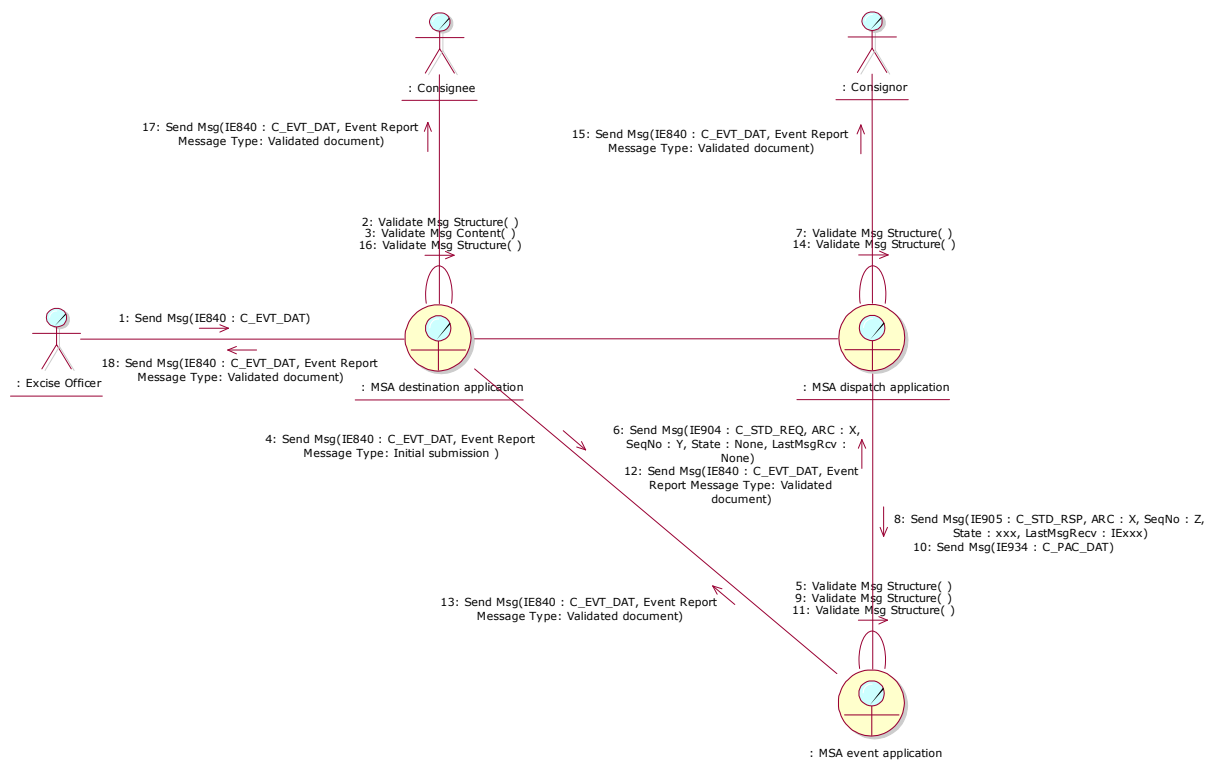 : Consignee
: Consignor
17: Send Msg(IE840 : C_EVT_DAT, Event Report
Message Type: Validated document)
15: Send Msg(IE840 : C_EVT_DAT, Event Report
Message Type: Validated document)
2: Validate Msg Structure( )
3: Validate Msg Content( )
16: Validate Msg Structure( )
7: Validate Msg Structure( )
14: Validate Msg Structure( )
1: Send Msg(IE840 : C_EVT_DAT)
18: Send Msg(IE840 : C_EVT_DAT, Event Report
Message Type: Validated document)
: Excise Officer
: MSA destination application
: MSA dispatch application
4: Send Msg(IE840 : C_EVT_DAT, Event Report
Message Type: Initial submission )
6: Send Msg(IE904 : C_STD_REQ, ARC : X,
SeqNo : Y, State : None, LastMsgRcv :
None)
12: Send Msg(IE840 : C_EVT_DAT, Event
Report Message Type: Validated
document)
8: Send Msg(IE905 : C_STD_RSP, ARC : X, SeqNo : Z,
State : xxx, LastMsgRecv : IExxx)
10: Send Msg(IE934 : C_PAC_DAT)
5: Validate Msg Structure( )
9: Validate Msg Structure( )
11: Validate Msg Structure( )
13: Send Msg(IE840 : C_EVT_DAT, Event Report
Message Type: Validated document)
: MSA event application